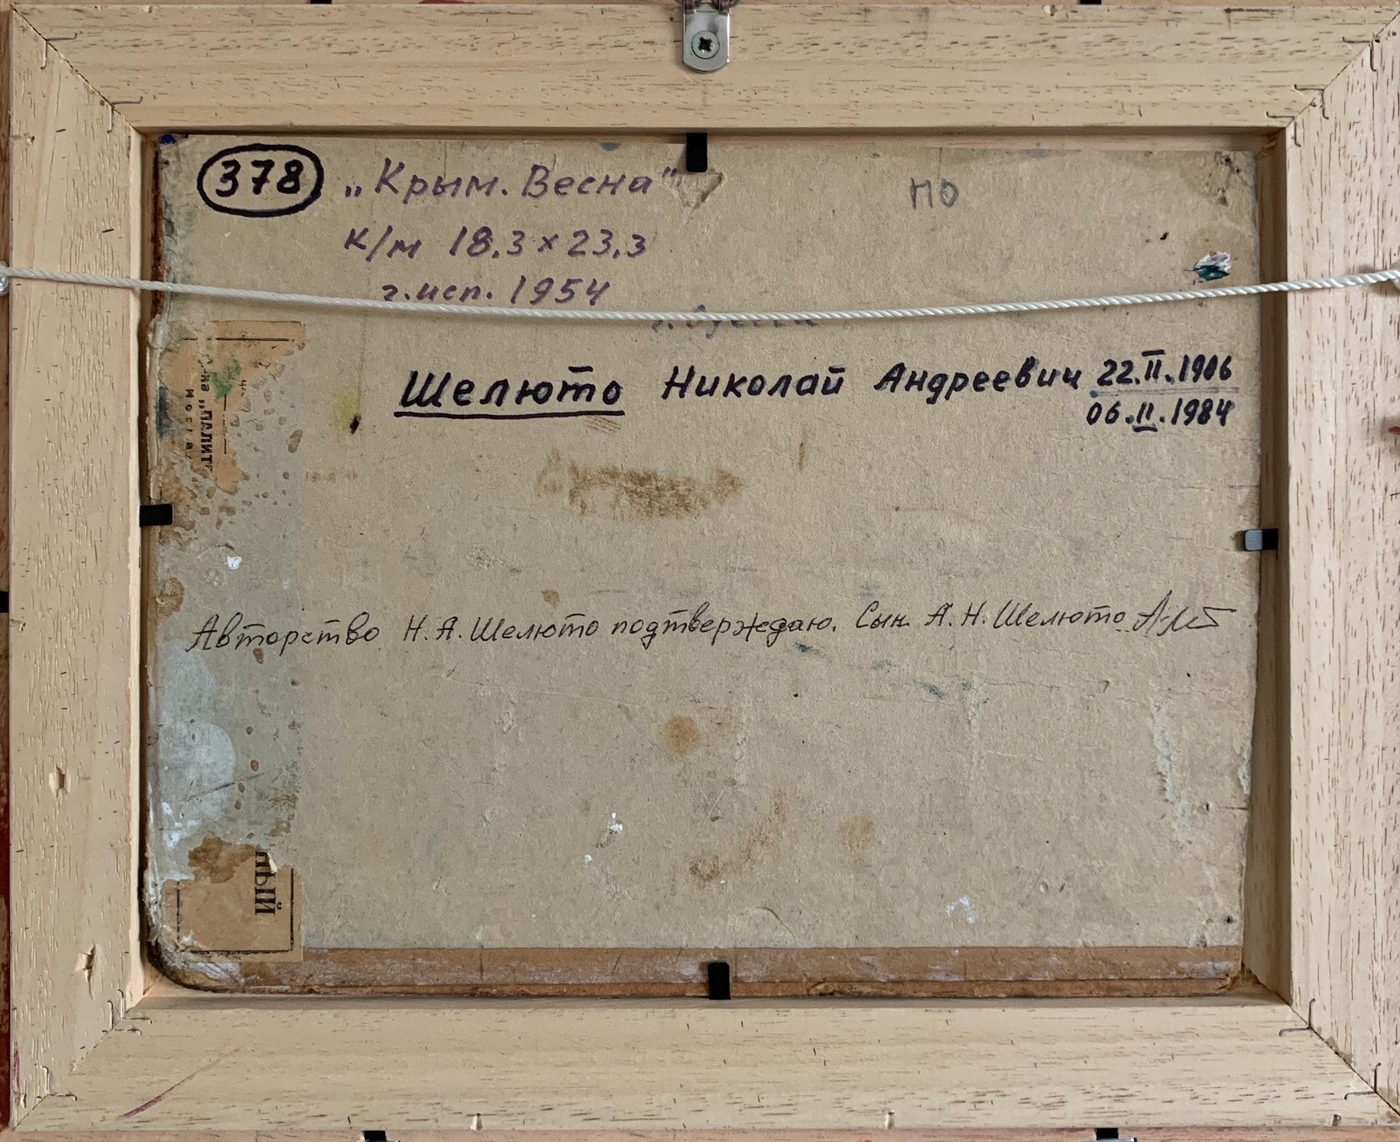 378 „Крым. Весна" по
к/м 18,3 × 23,3
г. исп. 1954
Шелюто Николай Андреевич 22.II.1906
06.II.1984
Авторство Н. А. Шелюто подтверждаю. Сын А. Н. Шелюто